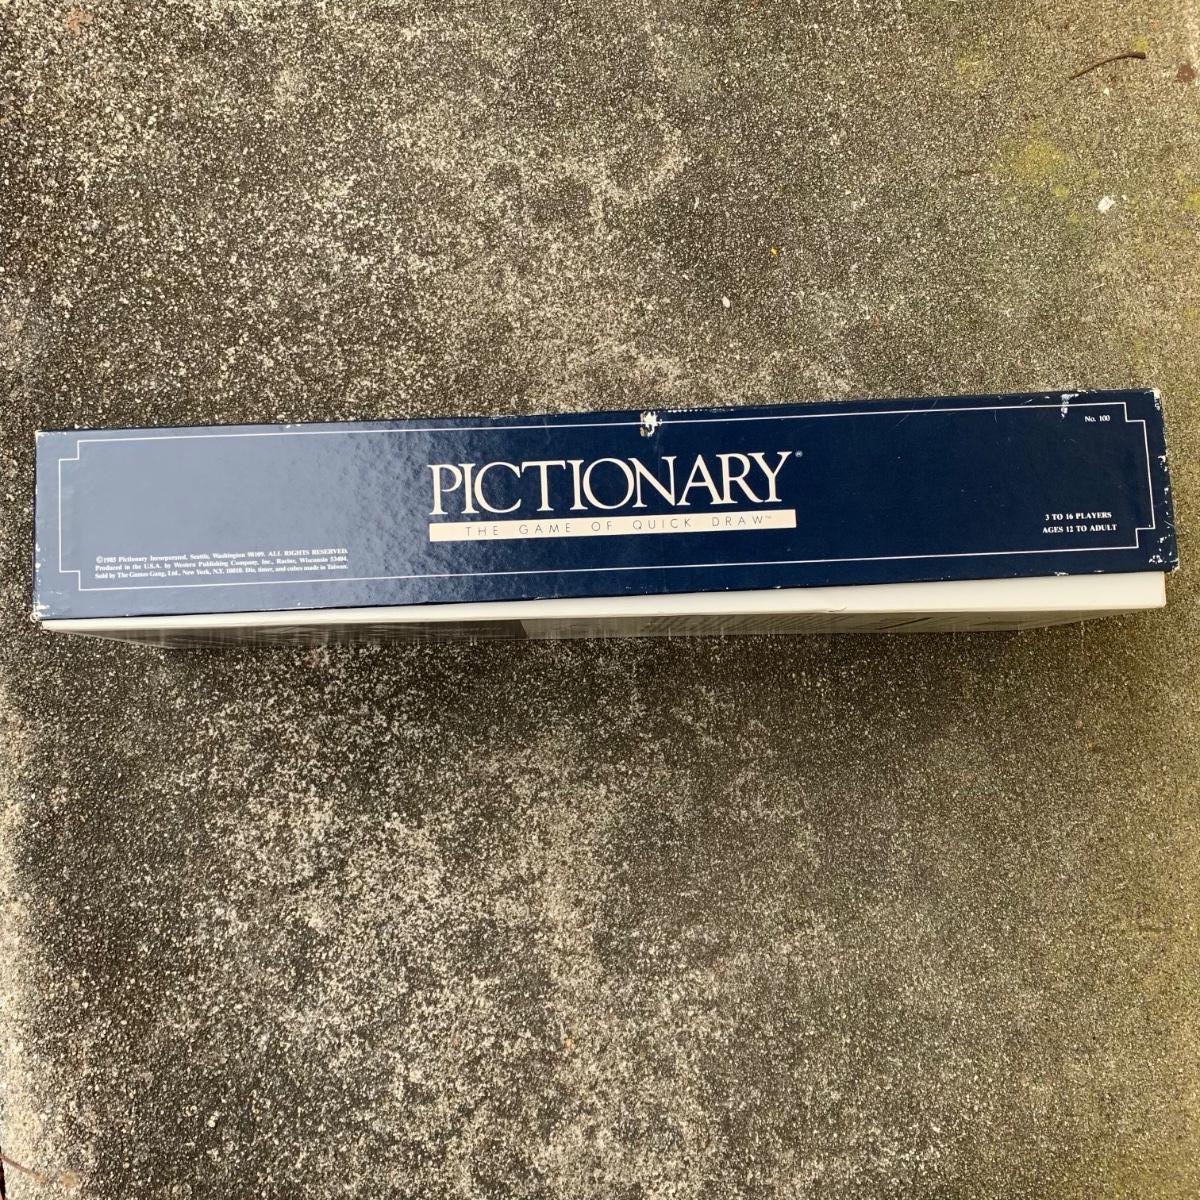 No. 100
PICTIONARY®
THE GAME OF QUICK DRAW™
3 TO 16 PLAYERS
AGES 12 TO ADULT
©1985 Pictionary Incorporated, Seattle, Washington 98109. ALL RIGHTS RESERVED.
Produced in the U.S.A. by Western Publishing Company, Inc., Racine, Wisconsin 53404.
Sold by The Games Gang, Ltd., New York, N.Y. 10010. Die, timer, and cubes made in Taiwan.